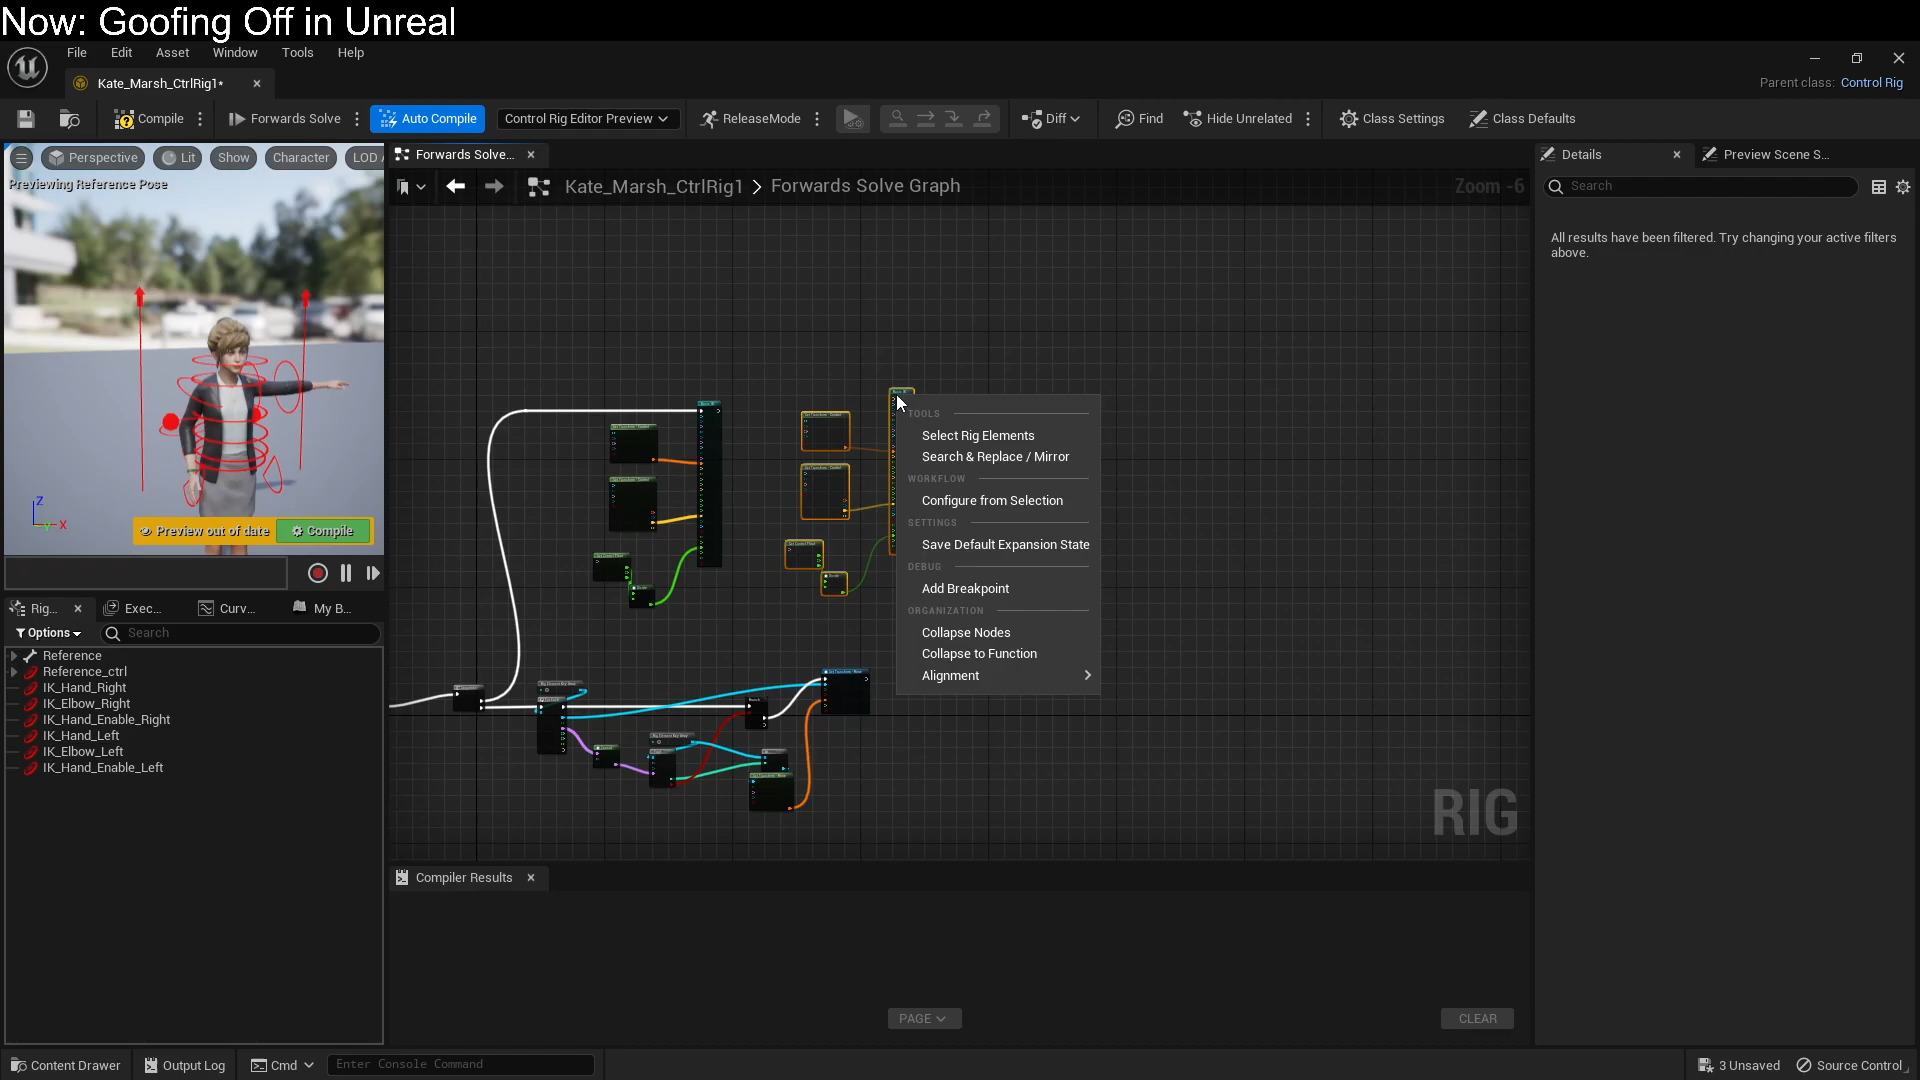 Now: Goofing Off in Unreal
File Edit Asset Window Tools Help
Kate_Marsh_CtrlRig1*
Parent class: Control Rig
Compile Forwards Solve Auto Compile Control Rig Editor Preview ReleaseMode Diff Find Hide Unrelated Class Settings Class Defaults
Perspective Lit Show Character LOD A
Previewing Reference Pose
Forwards Solve...
Kate_Marsh_CtrlRig1 > Forwards Solve Graph
Zoom -6
Details
Preview Scene S...
Search
All results have been filtered. Try changing your active filters
above.
TOOLS
Select Rig Elements
Search & Replace / Mirror
WORKFLOW
Configure from Selection
SETTINGS
Save Default Expansion State
DEBUG
Add Breakpoint
ORGANIZATION
Collapse Nodes
Collapse to Function
Alignment
Z
X
Preview out of date
Compile
Rig... Exec... Curv... My B...
Options
Search
Reference
Reference_ctrl
IK_Hand_Right
IK_Elbow_Right
IK_Hand_Enable_Right
IK_Hand_Left
IK_Elbow_Left
IK_Hand_Enable_Left
RIG
Compiler Results
PAGE
CLEAR
Content Drawer
Output Log
Cmd
Enter Console Command
3 Unsaved
Source Control